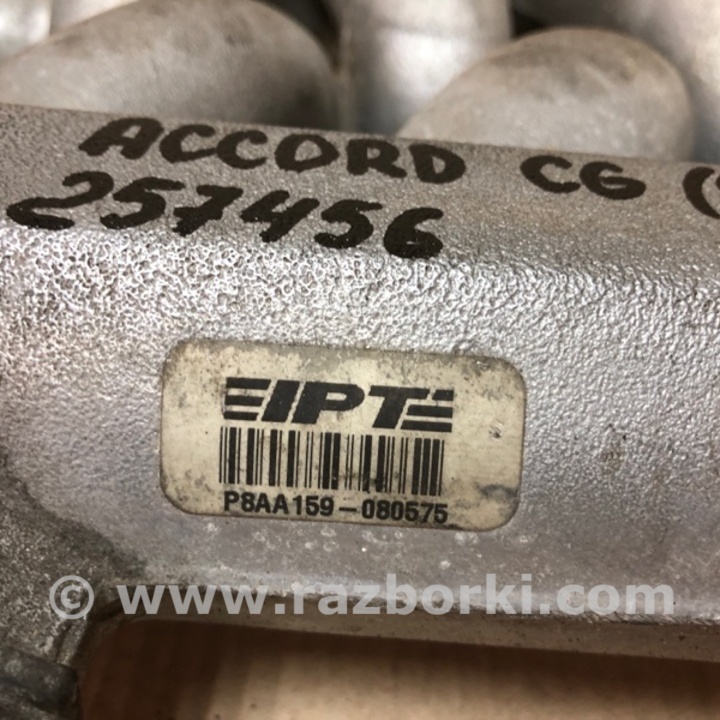 ACCORD CG (
257456
IPT
P8AA159-080575
© www.razborki.com